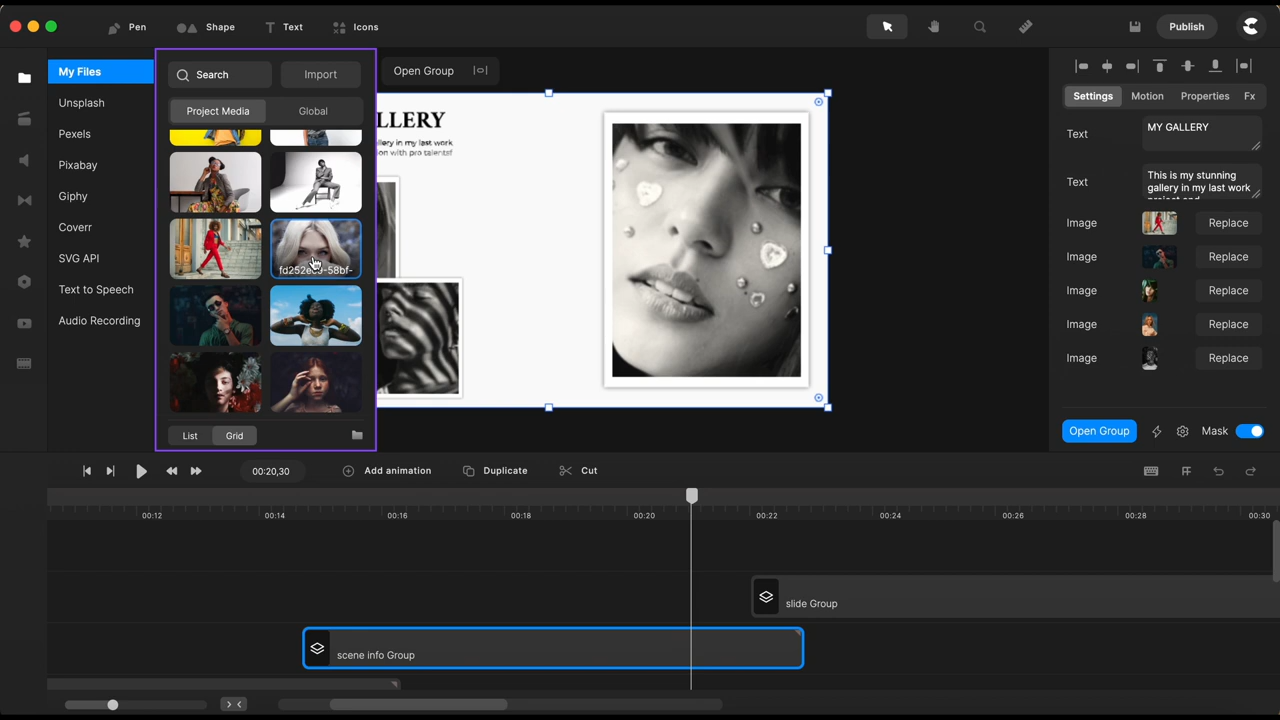 Pen
Shape
Text
Icons
Publish
My Files
Unsplash
Pexels
Pixabay
Giphy
Coverr
SVG API
Text to Speech
Audio Recording
Search
Import
Project Media
Global
List
Grid
Open Group
LLERY
llery in my last work
ion with pro talents!
Settings
Motion
Properties
Fx
Text
MY GALLERY
Text
This is my stunning
gallery in my last work
Image
Replace
Image
Replace
Image
Replace
Image
Replace
Image
Replace
Open Group
Mask
00:20,30
Add animation
Duplicate
Cut
00:12
00:14
00:16
00:18
00:20
00:22
00:24
00:26
00:28
00:30
slide Group
scene info Group